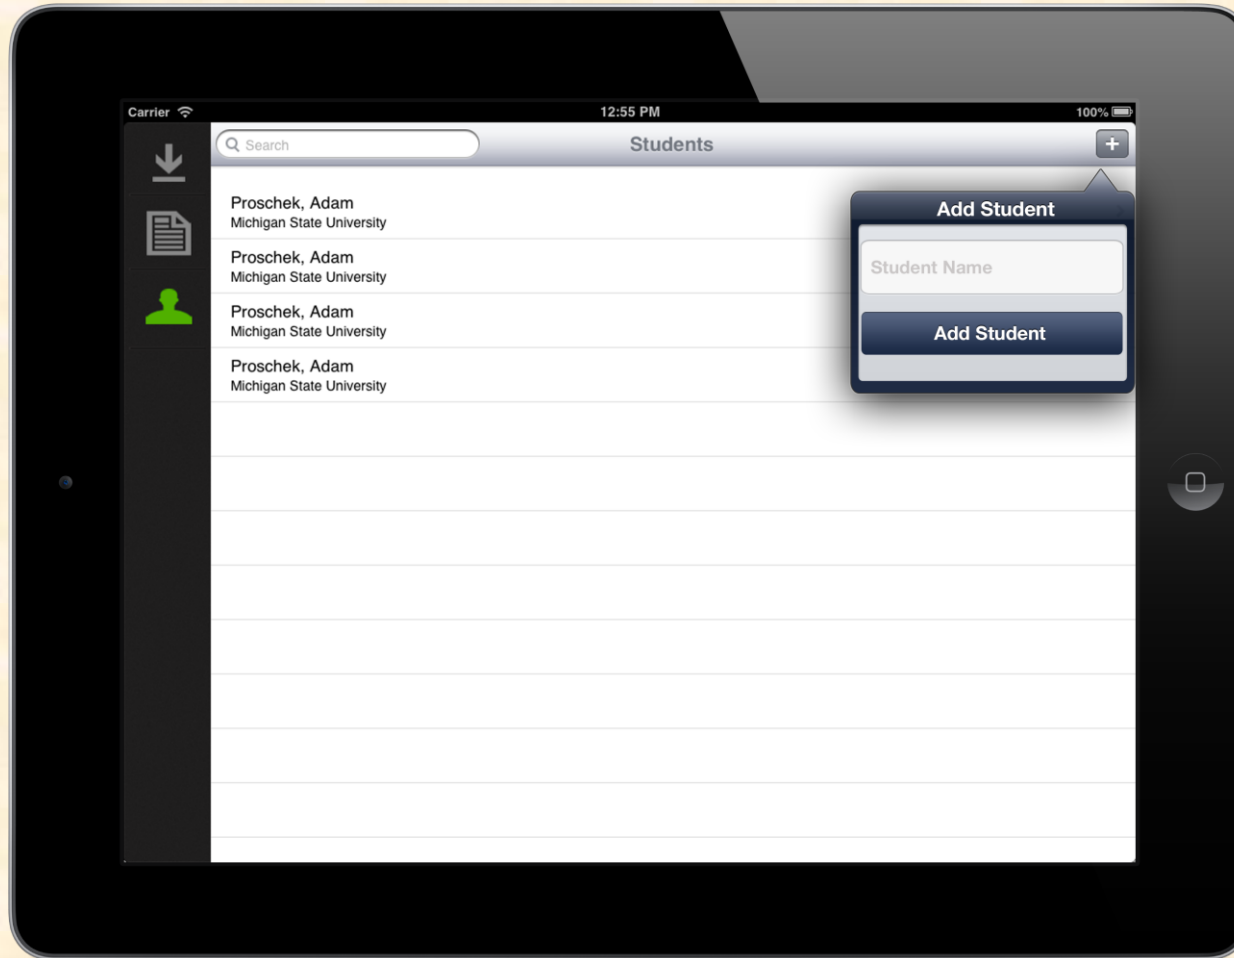 Carrier 12:55 PM 100%
Search Students +
Proschek, Adam
Michigan State University
Proschek, Adam
Michigan State University
Proschek, Adam
Michigan State University
Proschek, Adam
Michigan State University
Add Student
Student Name
Add Student